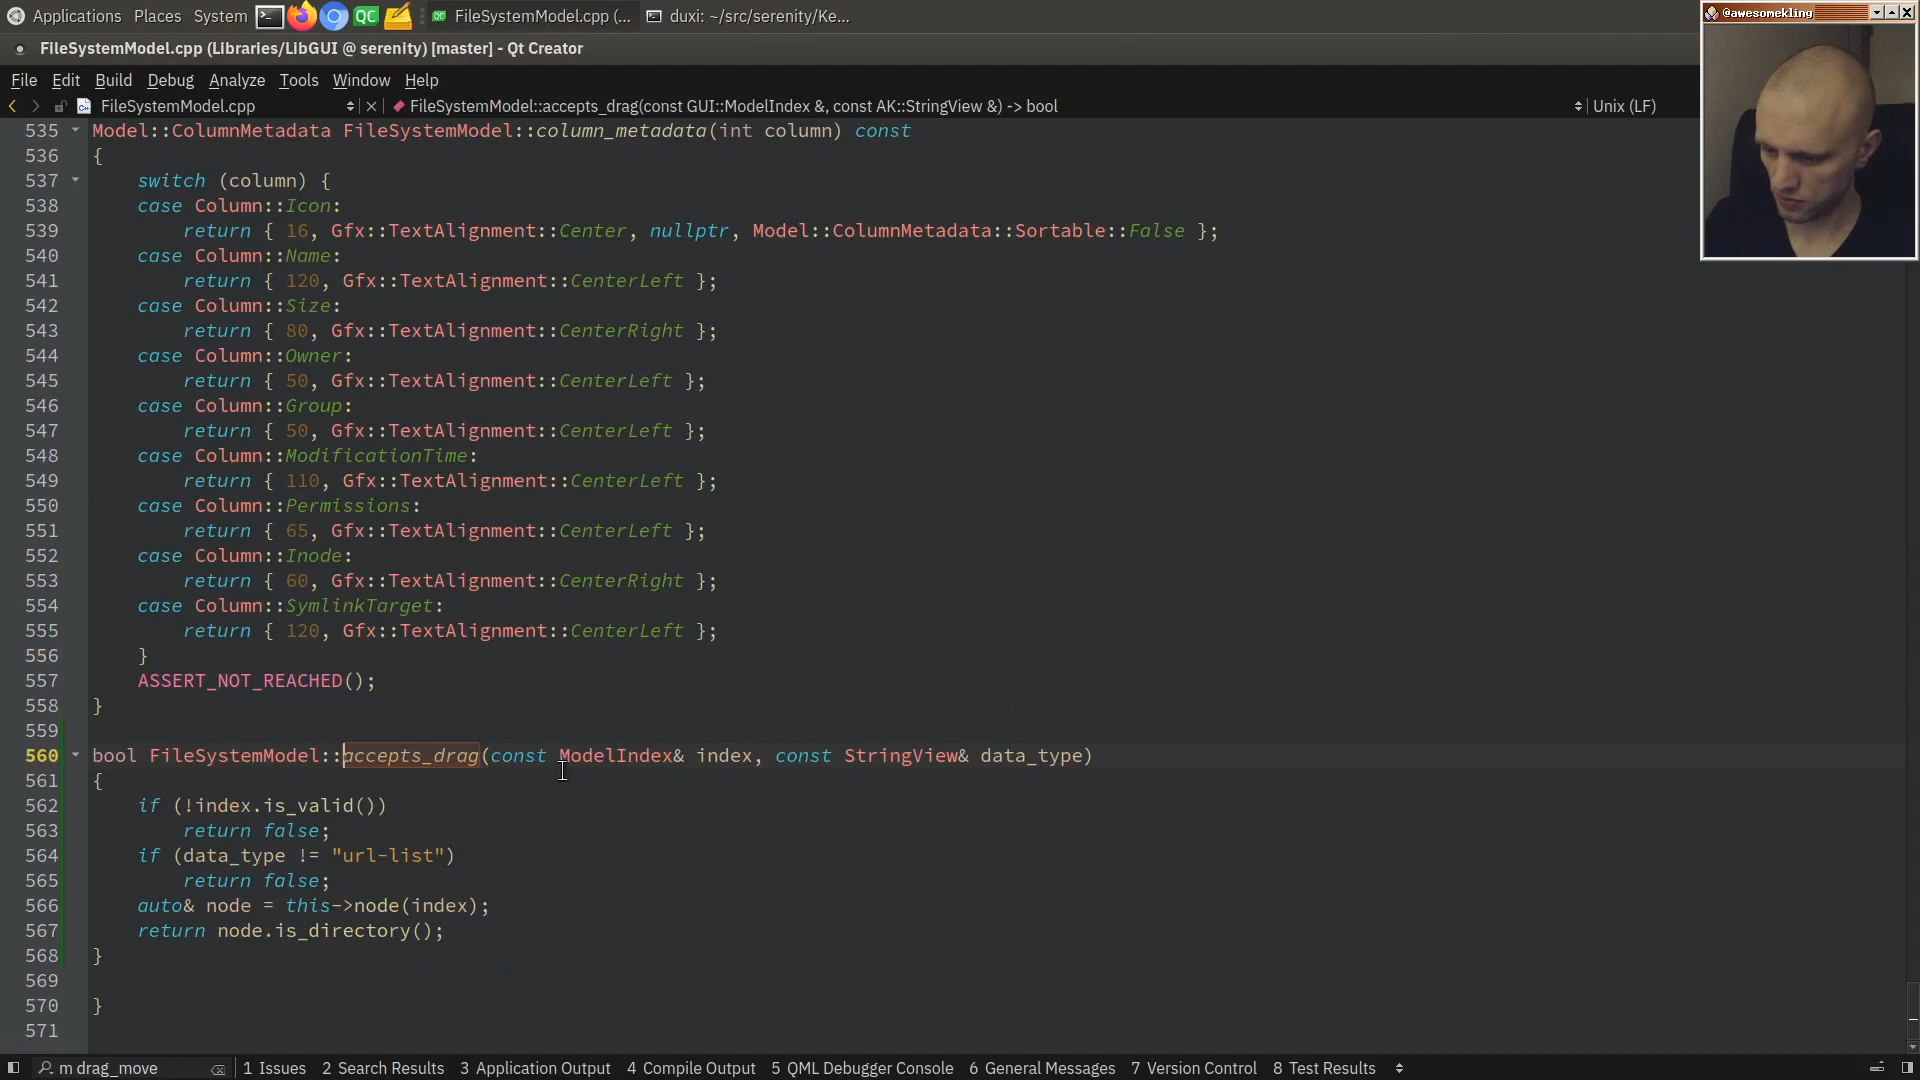 Applications Places System FileSystemModel.cpp (... duxi: ~/src/serenity/Ke...
@awesomekling
FileSystemModel.cpp (Libraries/LibGUI @ serenity) [master] - Qt Creator
File Edit Build Debug Analyze Tools Window Help
FileSystemModel.cpp FileSystemModel::accepts_drag(const GUI::ModelIndex &, const AK::StringView &) -> bool Unix (LF)
535 Model::ColumnMetadata FileSystemModel::column_metadata(int column) const
536 {
537 switch (column) {
538 case Column::Icon:
539 return { 16, Gfx::TextAlignment::Center, nullptr, Model::ColumnMetadata::Sortable::False };
540 case Column::Name:
541 return { 120, Gfx::TextAlignment::CenterLeft };
542 case Column::Size:
543 return { 80, Gfx::TextAlignment::CenterRight };
544 case Column::Owner:
545 return { 50, Gfx::TextAlignment::CenterLeft };
546 case Column::Group:
547 return { 50, Gfx::TextAlignment::CenterLeft };
548 case Column::ModificationTime:
549 return { 110, Gfx::TextAlignment::CenterLeft };
550 case Column::Permissions:
551 return { 65, Gfx::TextAlignment::CenterLeft };
552 case Column::Inode:
553 return { 60, Gfx::TextAlignment::CenterRight };
554 case Column::SymlinkTarget:
555 return { 120, Gfx::TextAlignment::CenterLeft };
556 }
557 ASSERT_NOT_REACHED();
558 }
559
560 bool FileSystemModel::accepts_drag(const ModelIndex& index, const StringView& data_type)
561 {
562 if (!index.is_valid())
563 return false;
564 if (data_type != "url-list")
565 return false;
566 auto& node = this->node(index);
567 return node.is_directory();
568 }
569
570 }
571
m drag_move 1 Issues 2 Search Results 3 Application Output 4 Compile Output 5 QML Debugger Console 6 General Messages 7 Version Control 8 Test Results